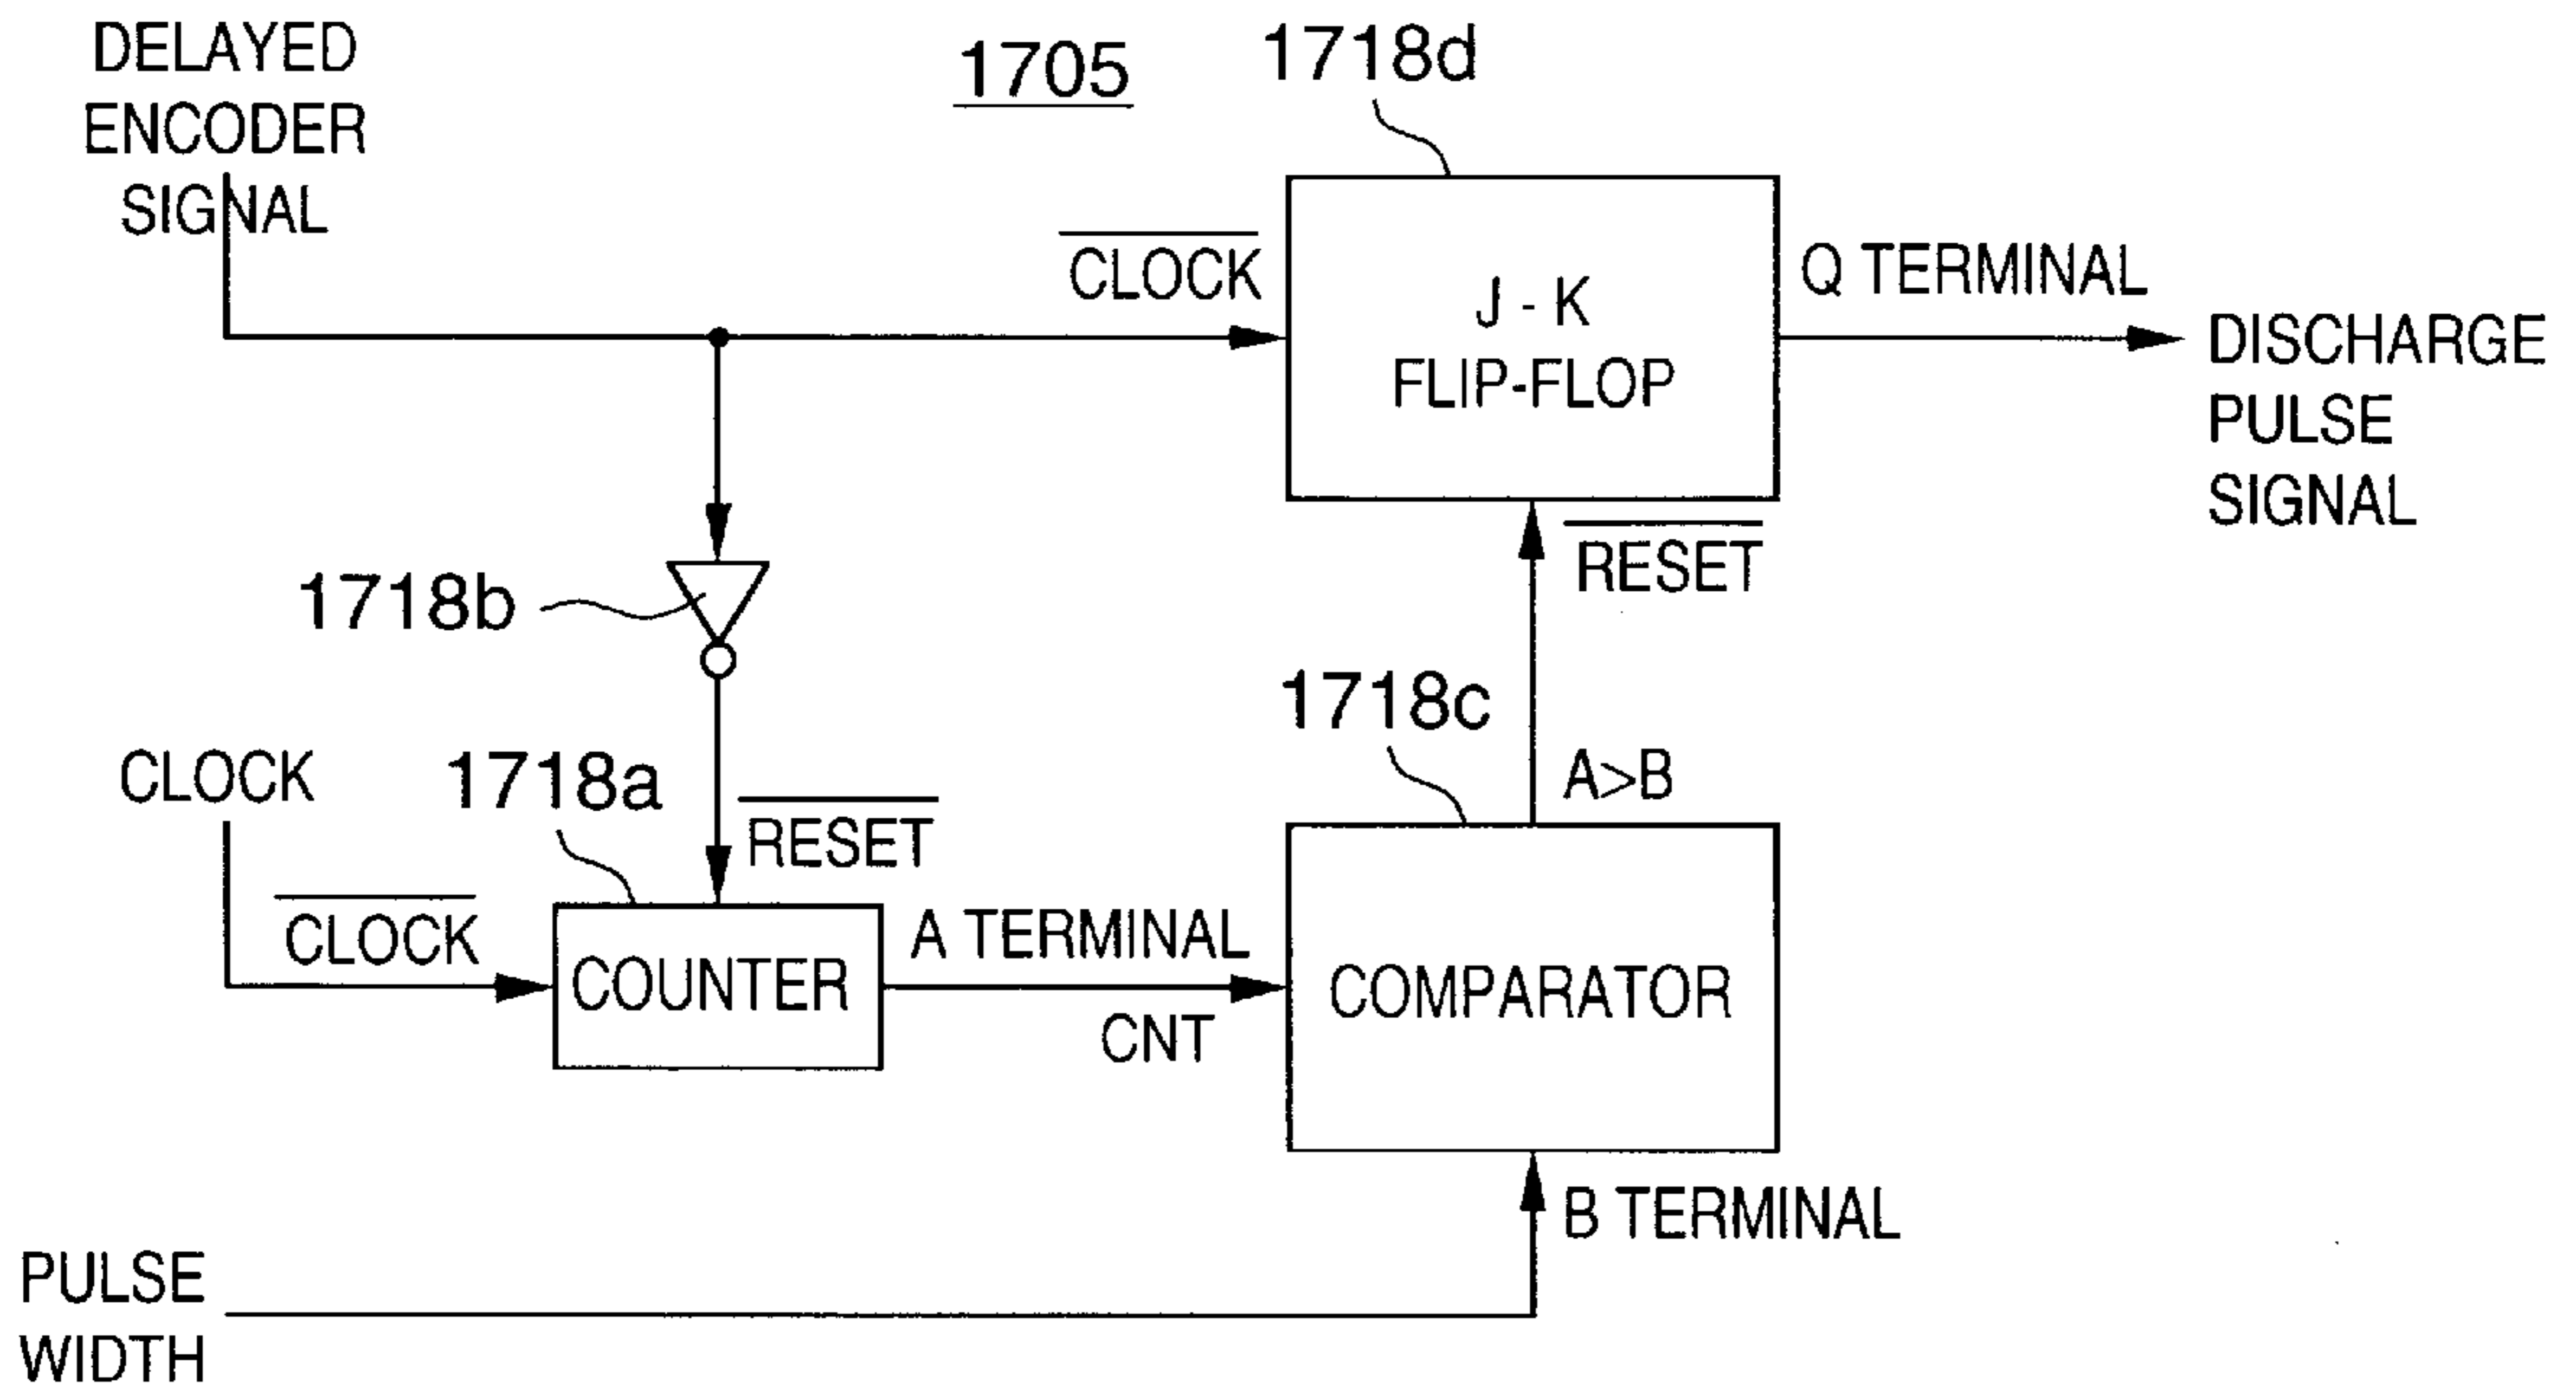 DELAYED
ENCODER
SIGNAL
1705
1718d
CLOCK
J - K
FLIP-FLOP
Q TERMINAL
DISCHARGE
PULSE
SIGNAL
RESET
1718b
1718c
A>B
CLOCK
1718a
RESET
CLOCK
COUNTER
A TERMINAL
CNT
COMPARATOR
B TERMINAL
PULSE
WIDTH